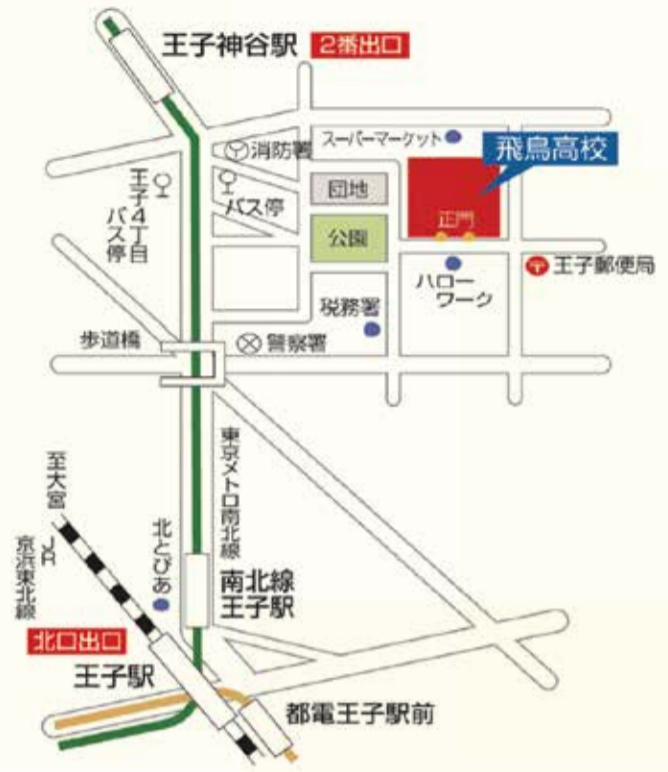 王子神谷駅 2番出口
スーパーマーケット
飛鳥高校
消防署
王子4丁目
バス停
バス停
団地
正門
公園
王子郵便局
ハロー
ワーク
税務署
歩道橋
警察署
東京メトロ南北線
至大宮
JR
京浜東北線
北とぴあ
南北線
王子駅
北口出口
王子駅
都電王子駅前